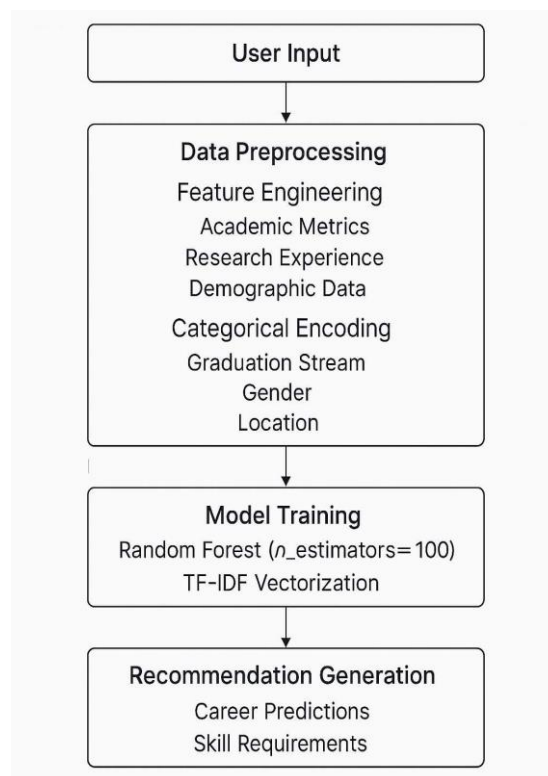 User Input
Data Preprocessing
Feature Engineering
Academic Metrics
Research Experience
Demographic Data
Categorical Encoding
Graduation Stream
Gender
Location
Model Training
Random Forest (n_estimators=100)
TF-IDF Vectorization
Recommendation Generation
Career Predictions
Skill Requirements